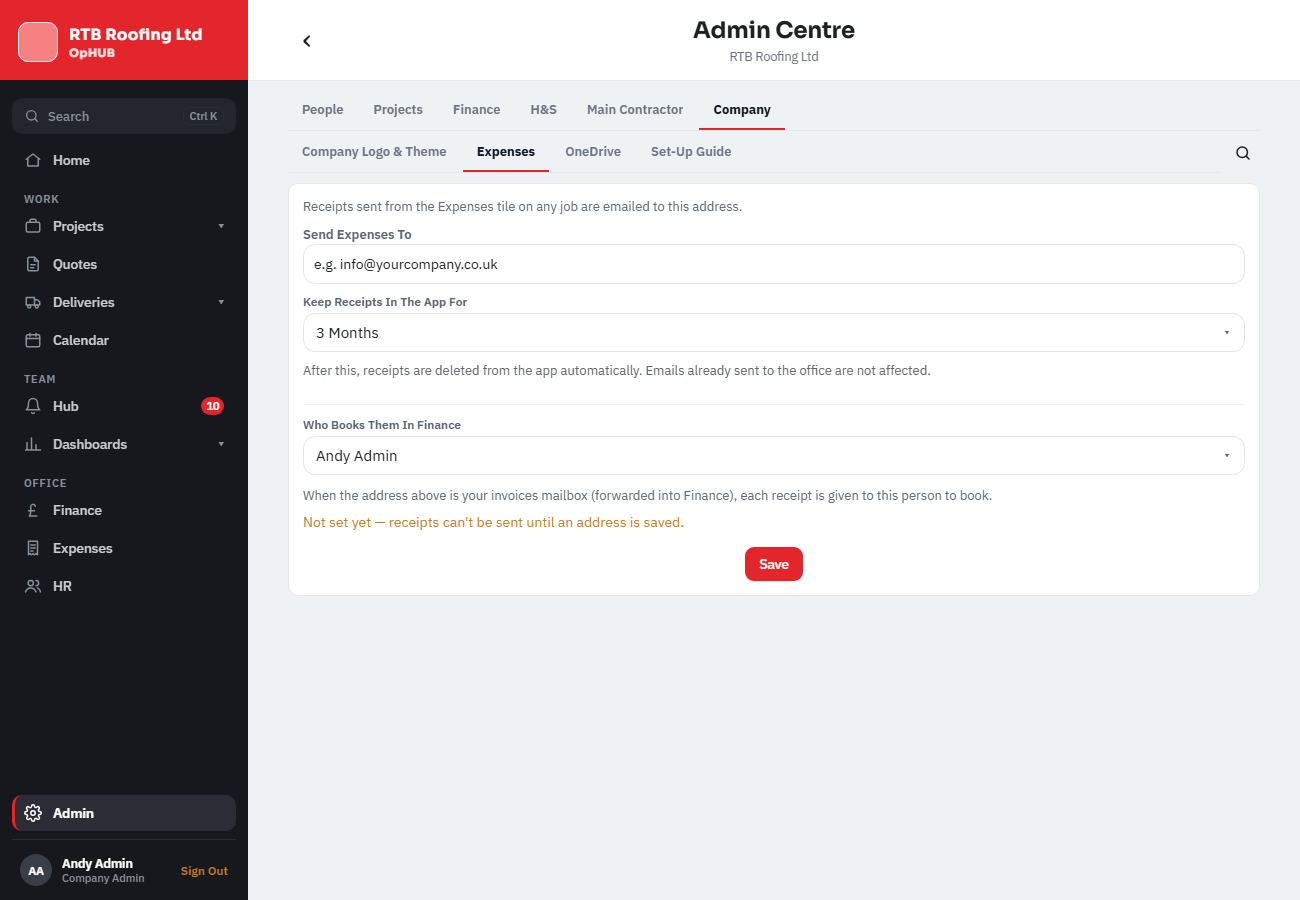 RTB Roofing Ltd
OpHUB
Search
Ctrl K
Home
WORK
Projects
Quotes
Deliveries
Calendar
TEAM
Hub
10
Dashboards
OFFICE
Finance
Expenses
HR
Admin
AA
Andy Admin
Company Admin
Sign Out
Admin Centre
RTB Roofing Ltd
People
Projects
Finance
H&S
Main Contractor
Company
Company Logo & Theme
Expenses
OneDrive
Set-Up Guide
Receipts sent from the Expenses tile on any job are emailed to this address.
Send Expenses To
e.g. info@yourcompany.co.uk
Keep Receipts In The App For
3 Months
After this, receipts are deleted from the app automatically. Emails already sent to the office are not affected.
Who Books Them In Finance
Andy Admin
When the address above is your invoices mailbox (forwarded into Finance), each receipt is given to this person to book.
Not set yet — receipts can't be sent until an address is saved.
Save